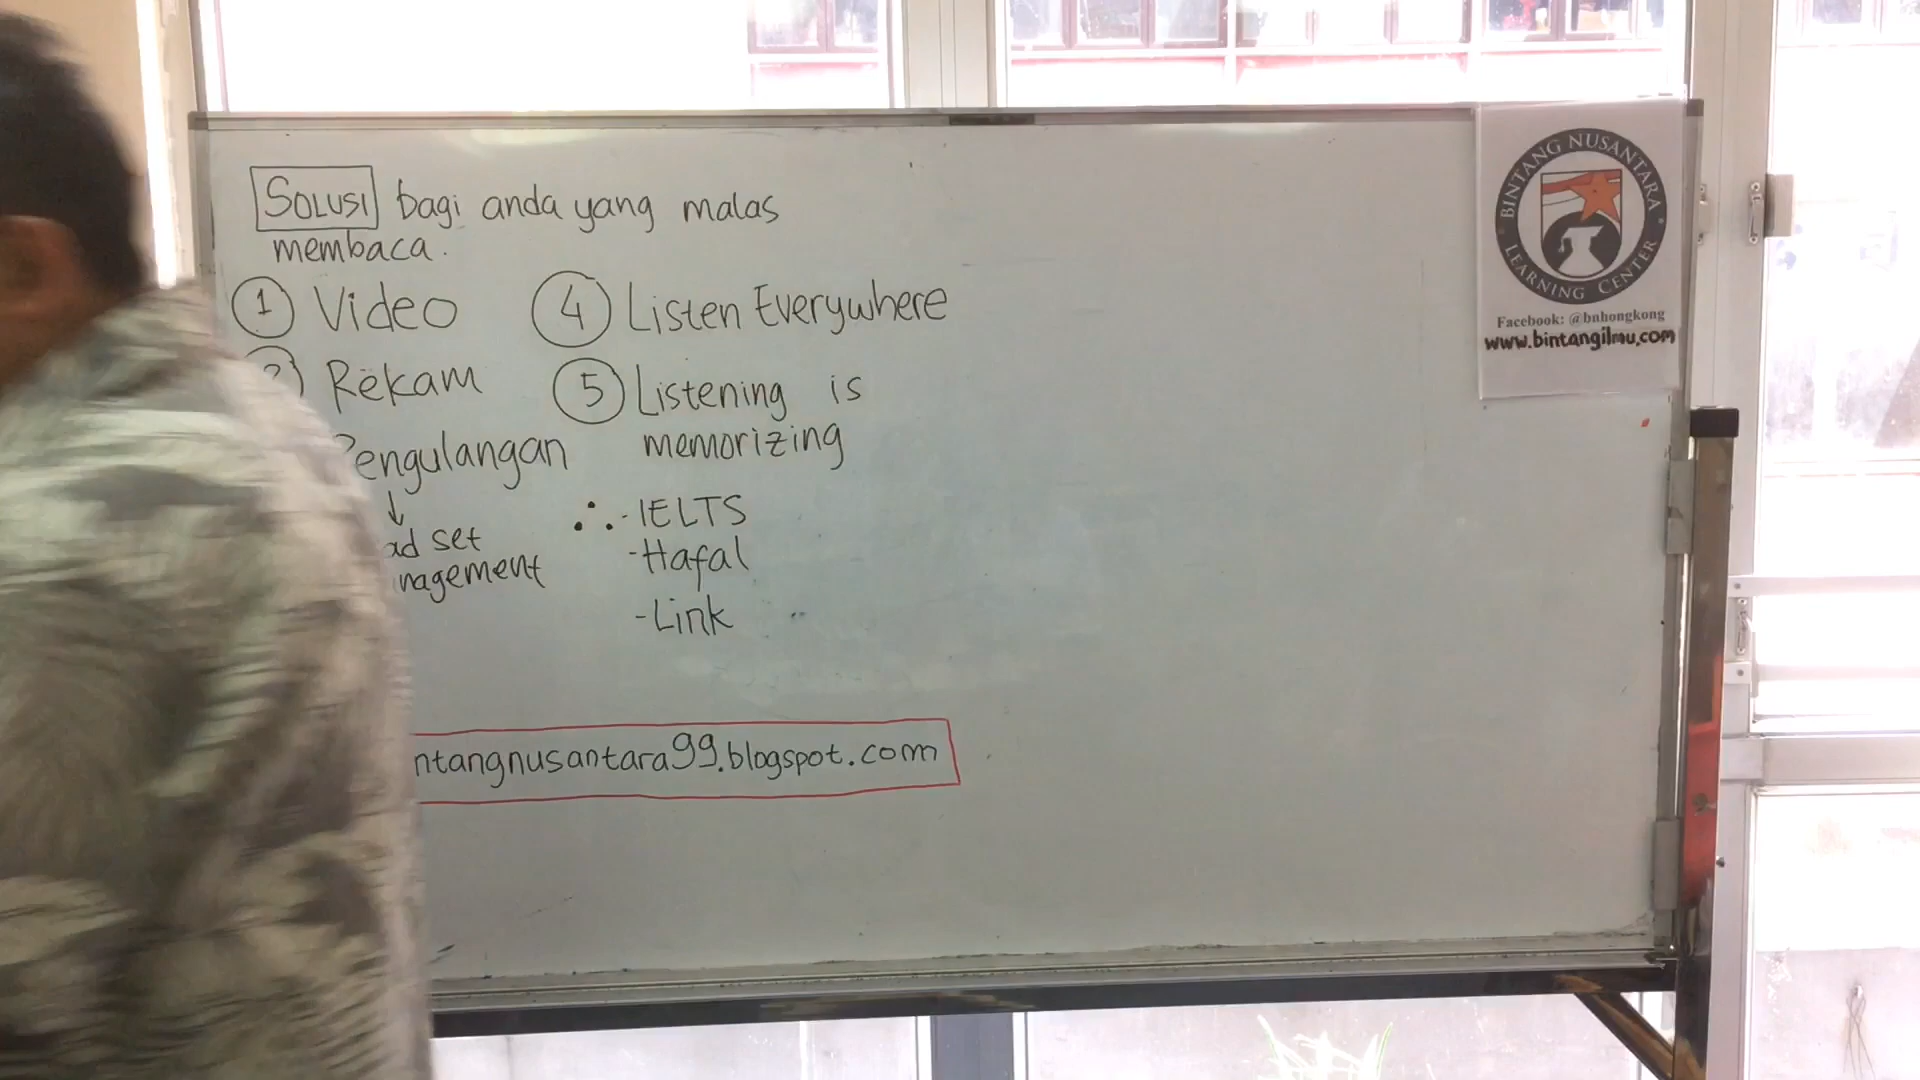 SOLUSI bagi anda yang malas
membaca.
1 Video
Rekam
Pengulangan
↓
ad set
nagement
4 Listen Everywhere
5 Listening is
memorizing
∴ - IELTS
- Hafal
- Link
ntangnusantara99.blogspot.com
BINTANG NUSANTARA
LEARNING CENTER
Facebook: @bnhongkong
www.bintangilmu.com